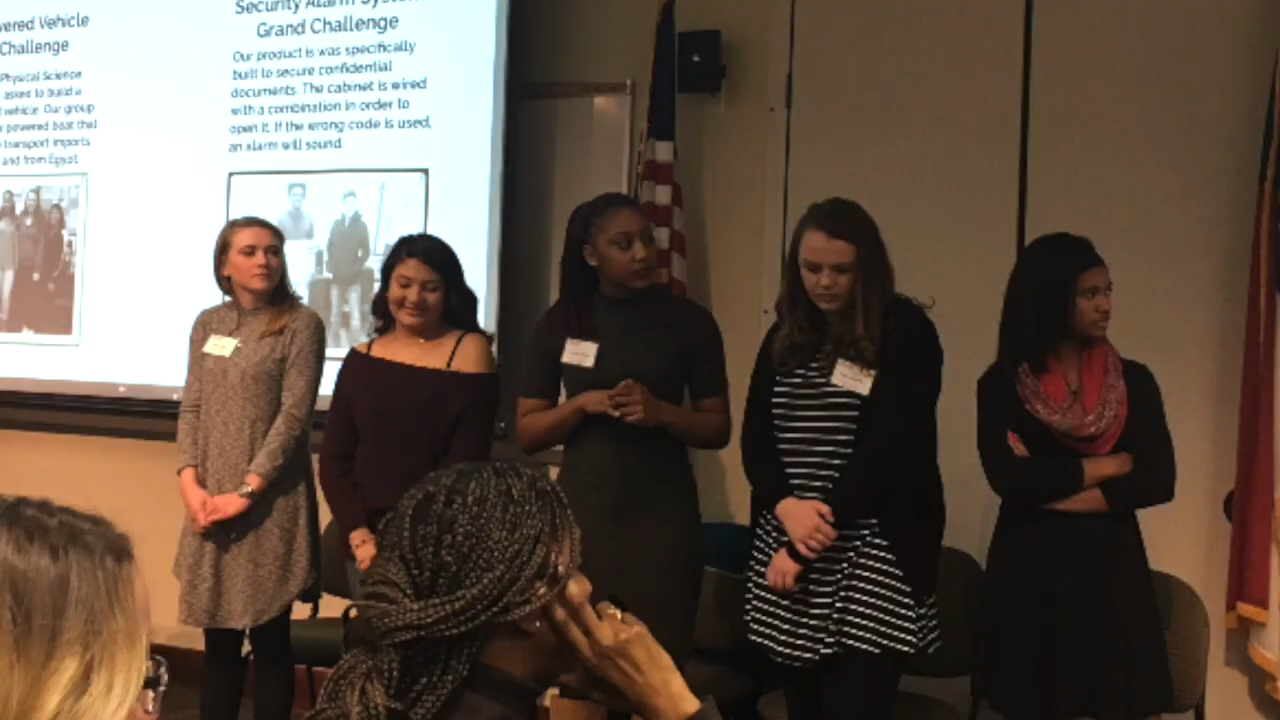 ered Vehicle
Challenge
Physical Science
asked to build a
vehicle. Our group
powered boat that
transport imports
and from Egypt.
Security Alarm System
Grand Challenge
Our product is was specifically
built to secure confidential
documents. The cabinet is wired
with a combination in order to
open it. If the wrong code is used,
an alarm will sound.